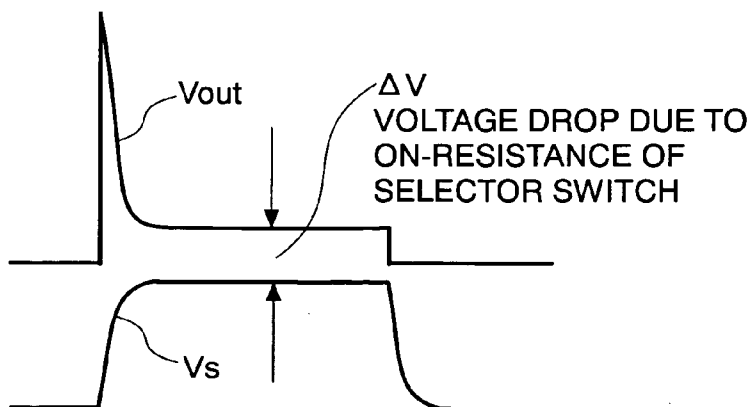 Vout
ΔV
VOLTAGE DROP DUE TO
ON-RESISTANCE OF
SELECTOR SWITCH
Vs